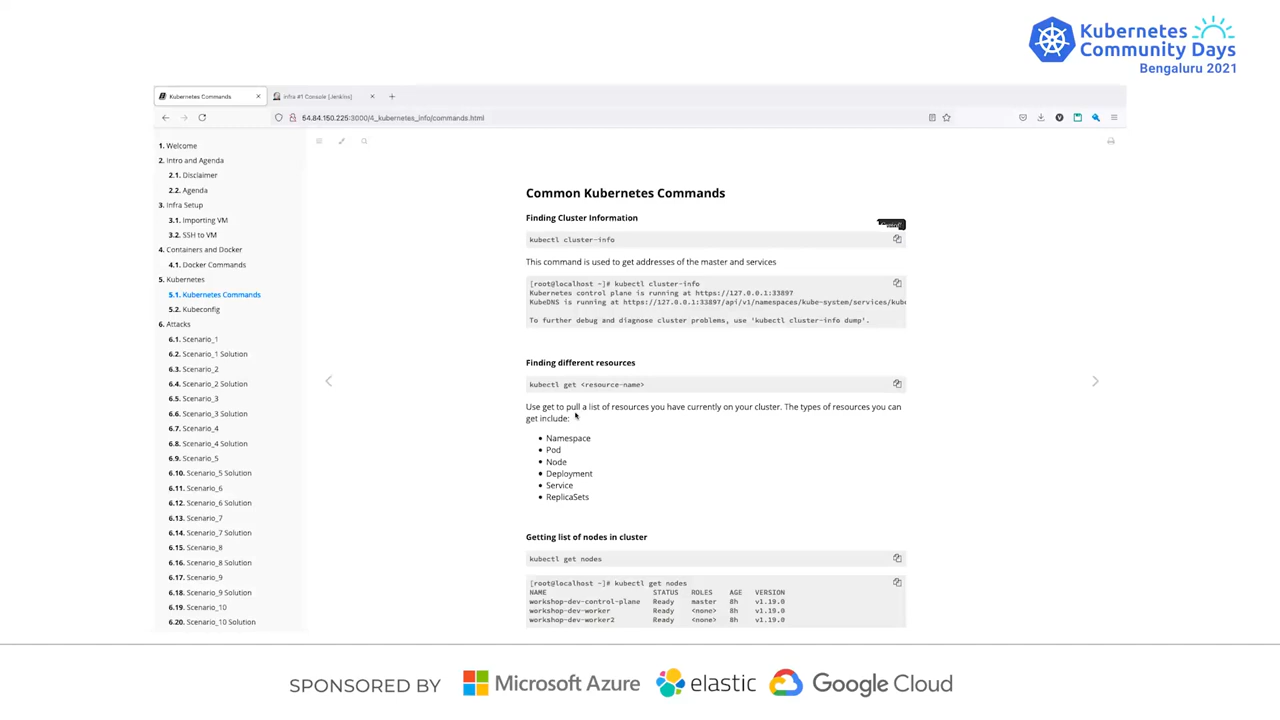 Kubernetes
Community Days
Bengaluru 2021
Kubernetes Commands
infra #1 Console [Jenkins]
54.84.150.225:3000/4_kubernetes_info/commands.html
1. Welcome
2. Intro and Agenda
2.1. Disclaimer
2.2. Agenda
3. Infra Setup
3.1. Importing VM
3.2. SSH to VM
4. Containers and Docker
4.1. Docker Commands
5. Kubernetes
5.1. Kubernetes Commands
5.2. Kubeconfig
6. Attacks
6.1. Scenario_1
6.2. Scenario_1 Solution
6.3. Scenario_2
6.4. Scenario_2 Solution
6.5. Scenario_3
6.6. Scenario_3 Solution
6.7. Scenario_4
6.8. Scenario_4 Solution
6.9. Scenario_5
6.10. Scenario_5 Solution
6.11. Scenario_6
6.12. Scenario_6 Solution
6.13. Scenario_7
6.14. Scenario_7 Solution
6.15. Scenario_8
6.16. Scenario_8 Solution
6.17. Scenario_9
6.18. Scenario_9 Solution
6.19. Scenario_10
6.20. Scenario_10 Solution
Common Kubernetes Commands
Finding Cluster Information
kubectl cluster-info
This command is used to get addresses of the master and services
[root@localhost ~]# kubectl cluster-info
Kubernetes control plane is running at https://127.0.0.1:33897
KubeDNS is running at https://127.0.0.1:33897/api/v1/namespaces/kube-system/services/kube
To further debug and diagnose cluster problems, use 'kubectl cluster-info dump'.
Finding different resources
kubectl get <resource-name>
Use get to pull a list of resources you have currently on your cluster. The types of resources you can
get include:
Namespace
Pod
Node
Deployment
Service
ReplicaSets
Getting list of nodes in cluster
kubectl get nodes
[root@localhost ~]# kubectl get nodes
NAME STATUS ROLES AGE VERSION
workshop-dev-control-plane Ready master 8h v1.19.0
workshop-dev-worker Ready <none> 8h v1.19.0
workshop-dev-worker2 Ready <none> 8h v1.19.0
SPONSORED BY Microsoft Azure elastic Google Cloud